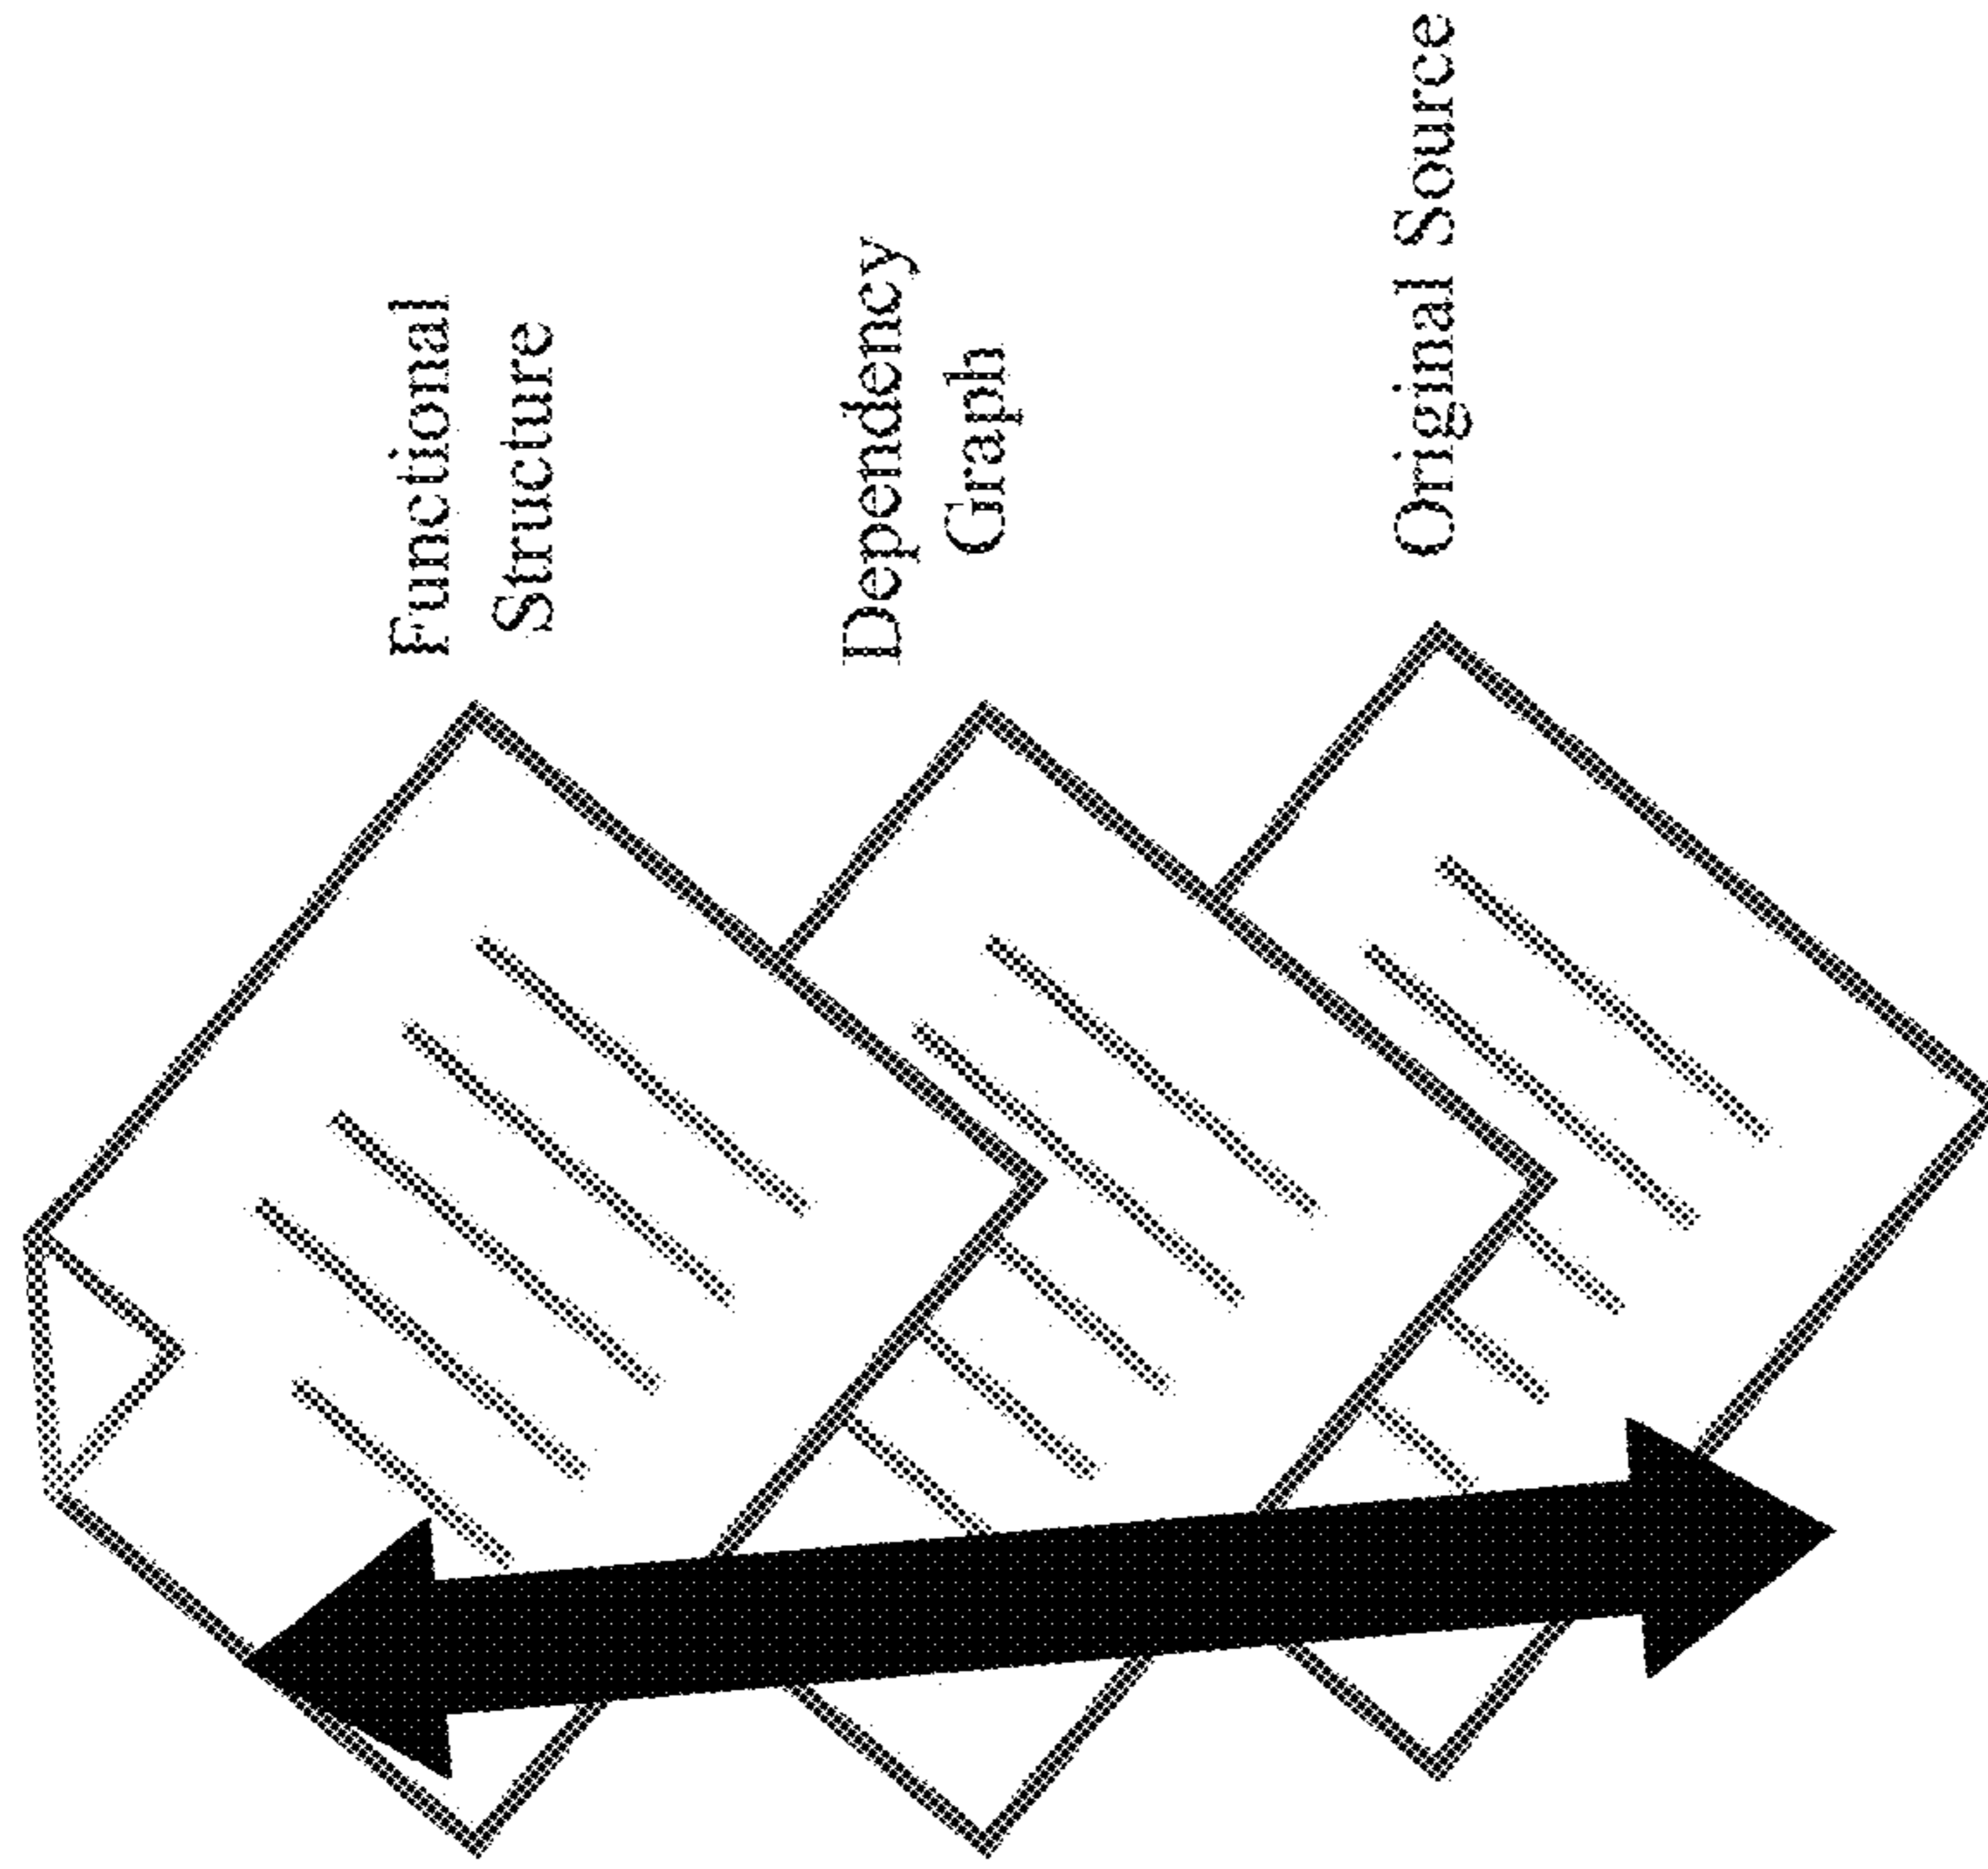 Functional
Structure
Dependency
Graph
Original Source